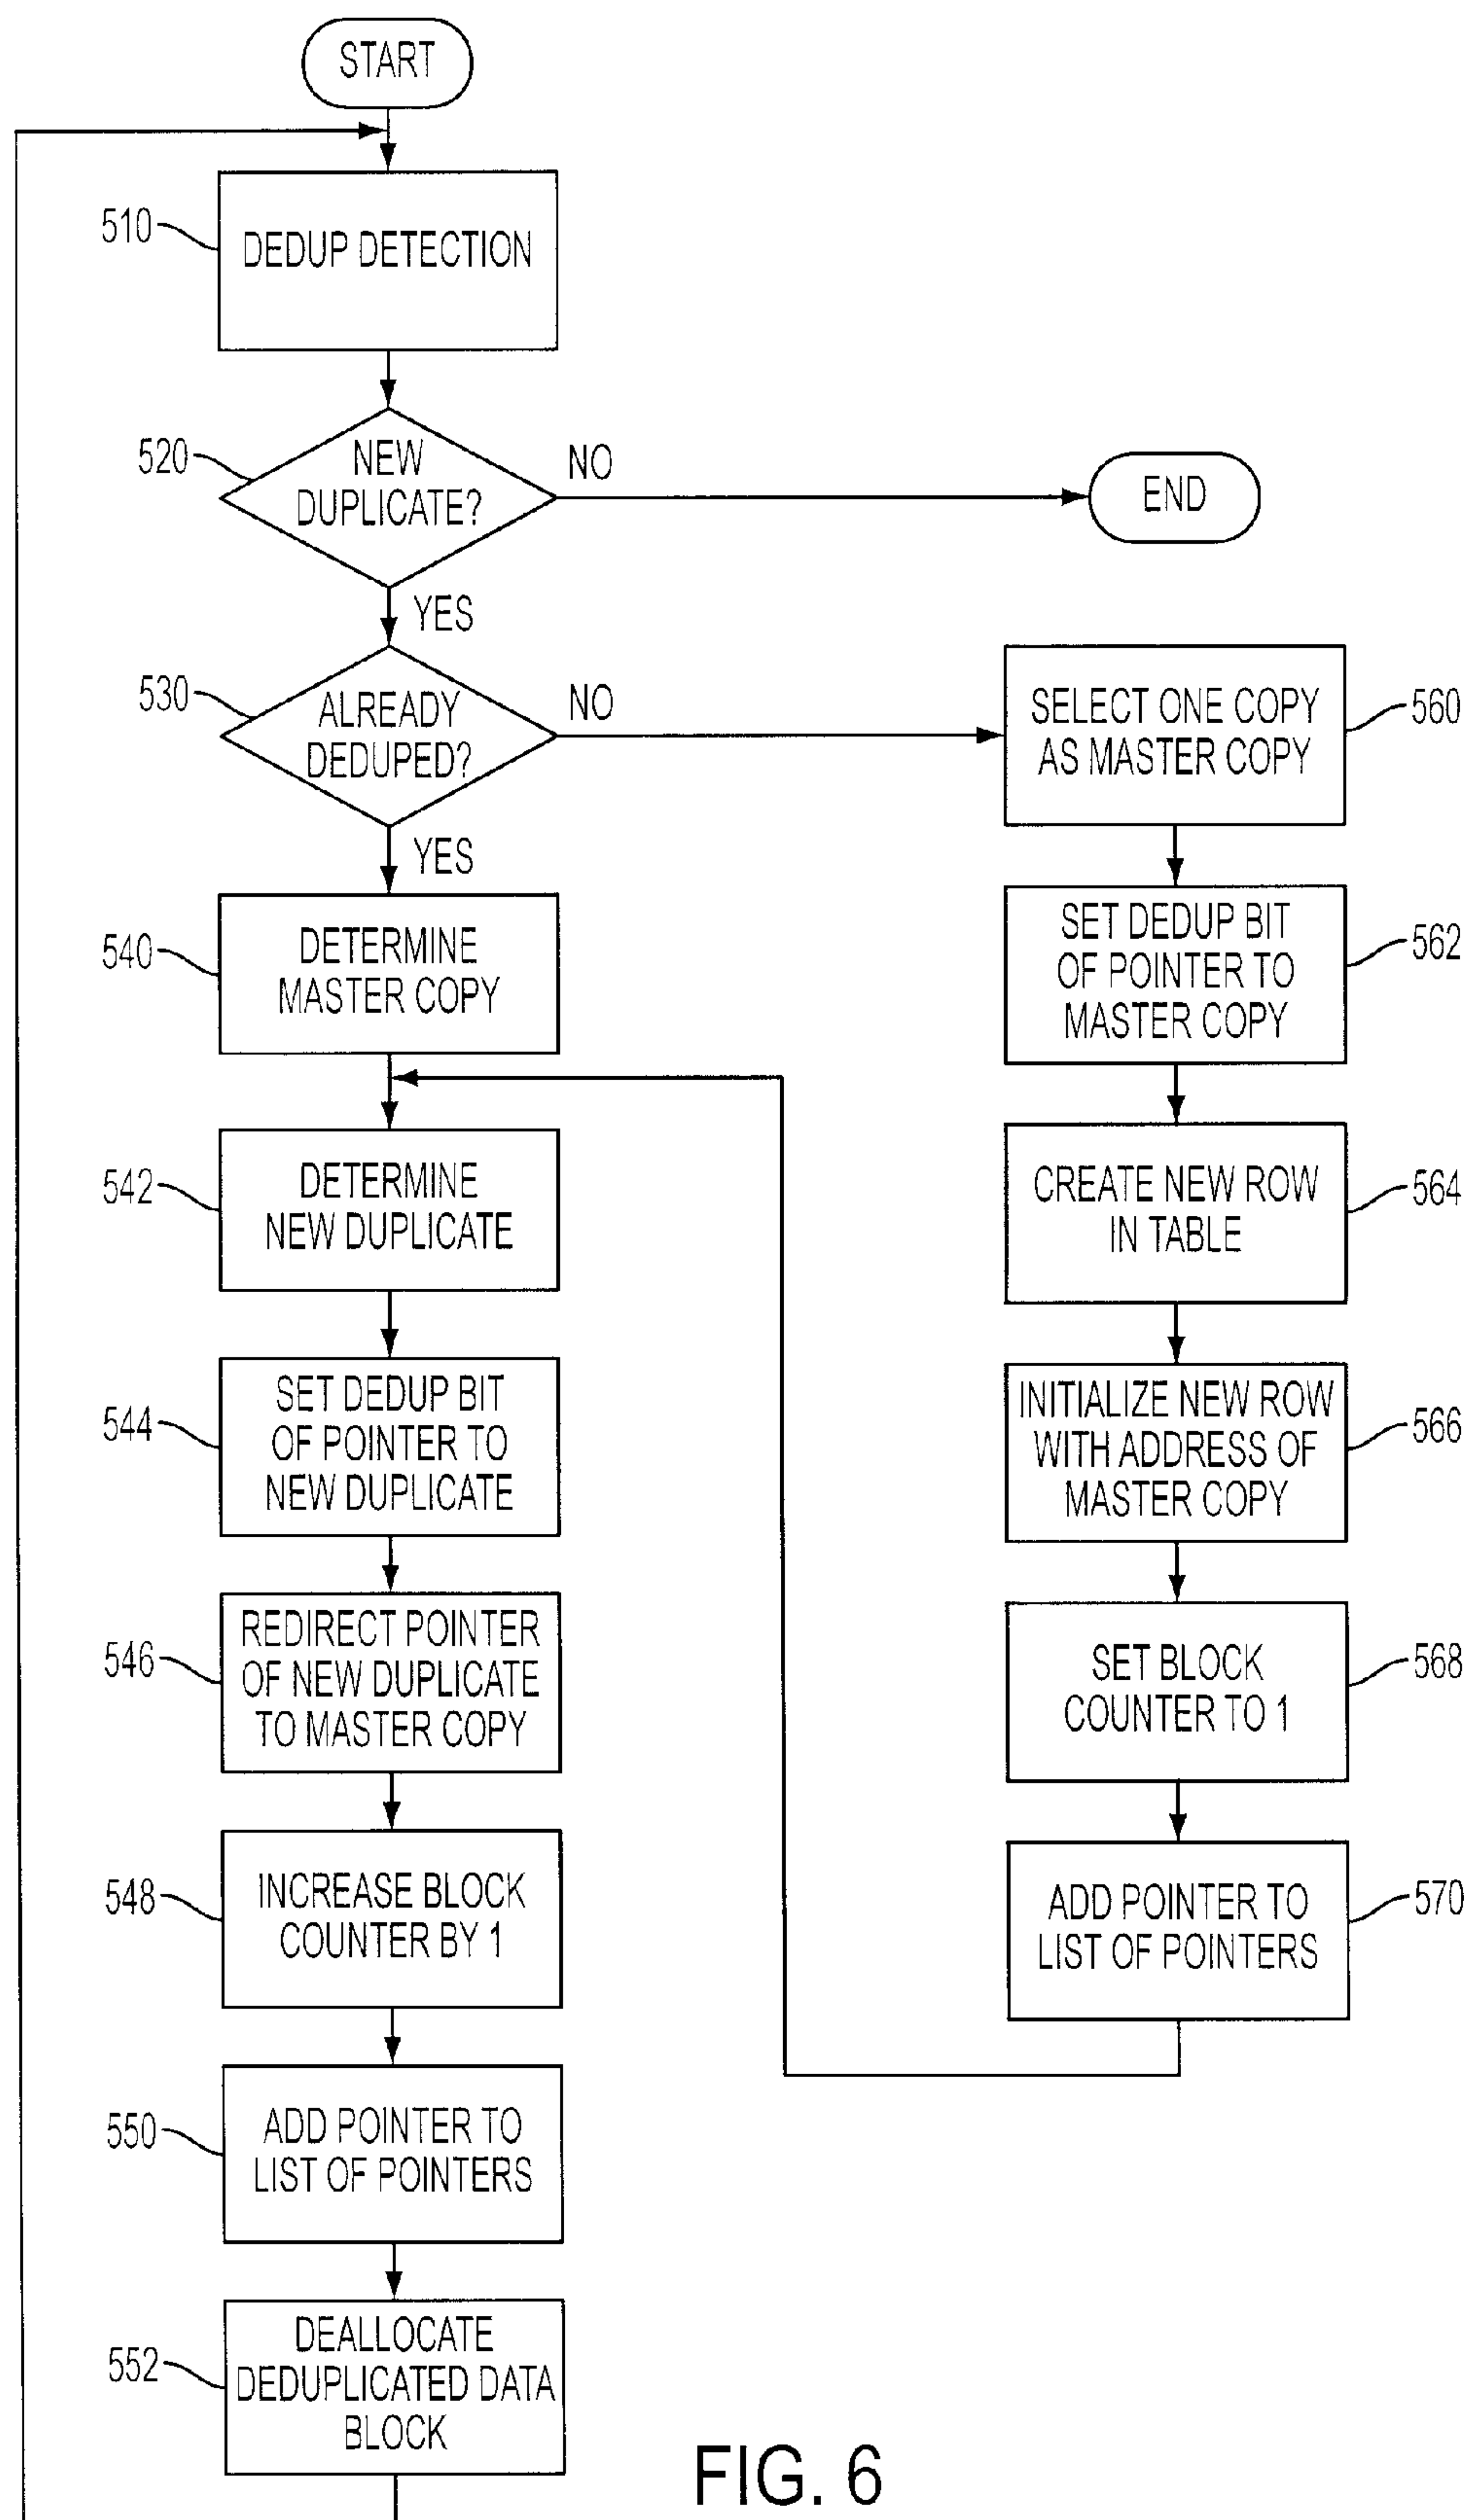 START
510
DEDUP DETECTION
520
NEW
DUPLICATE?
NO
END
YES
530
ALREADY
DEDUPED?
NO
SELECT ONE COPY
AS MASTER COPY
560
YES
540
DETERMINE
MASTER COPY
SET DEDUP BIT
OF POINTER TO
MASTER COPY
562
542
DETERMINE
NEW DUPLICATE
CREATE NEW ROW
IN TABLE
564
544
SET DEDUP BIT
OF POINTER TO
NEW DUPLICATE
INITIALIZE NEW ROW
WITH ADDRESS OF
MASTER COPY
566
546
REDIRECT POINTER
OF NEW DUPLICATE
TO MASTER COPY
SET BLOCK
COUNTER TO 1
568
548
INCREASE BLOCK
COUNTER BY 1
ADD POINTER TO
LIST OF POINTERS
570
550
ADD POINTER TO
LIST OF POINTERS
552
DEALLOCATE
DEDUPLICATED DATA
BLOCK
FIG. 6